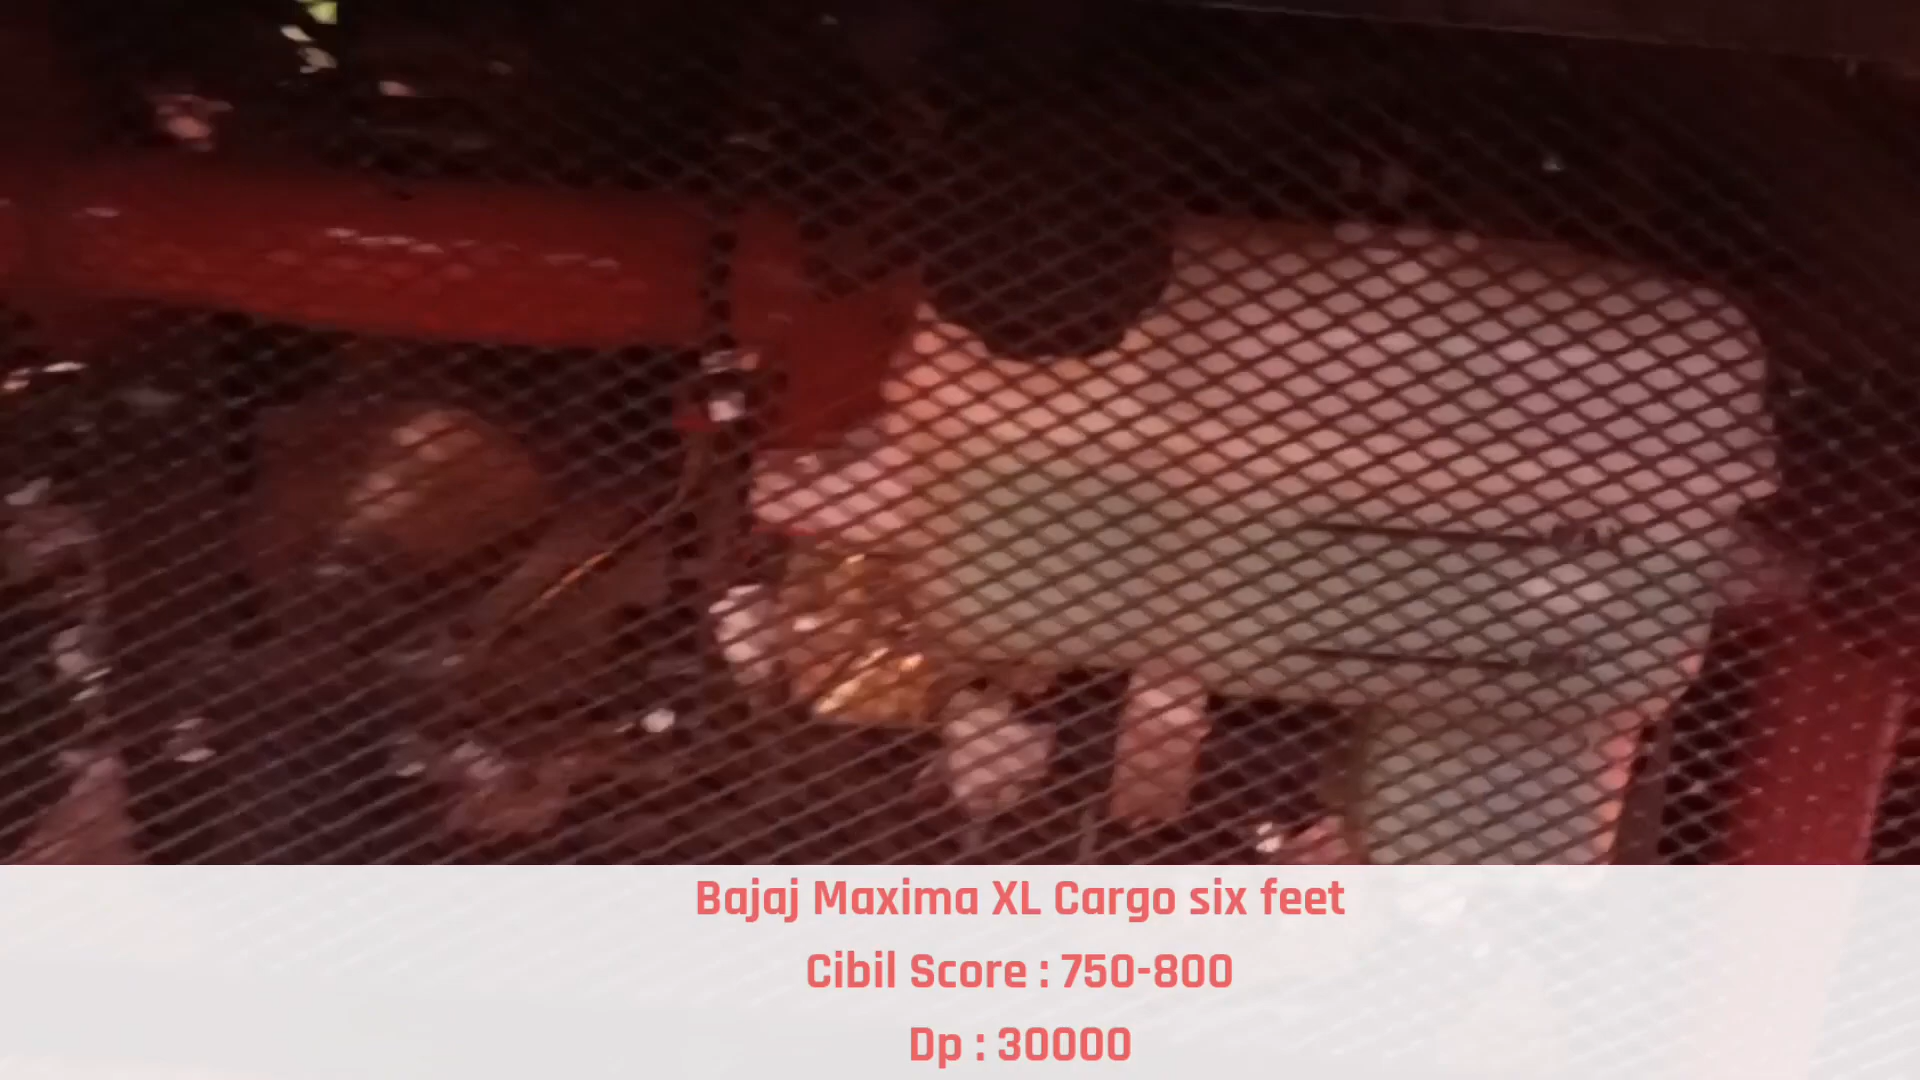 Bajaj Maxima XL Cargo six feet
Cibil Score : 750-800
Dp : 30000